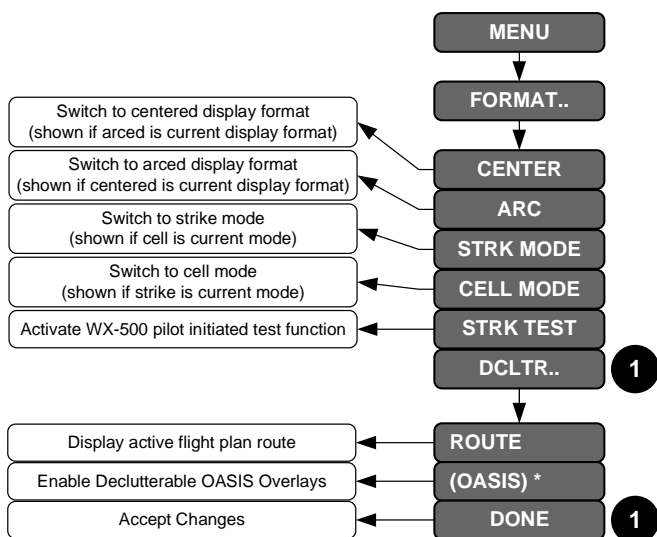 MENU
FORMAT..
Switch to centered display format
(shown if arced is current display format)
CENTER
Switch to arced display format
(shown if centered is current display format)
ARC
Switch to strike mode
(shown if cell is current mode)
STRK MODE
Switch to cell mode
(shown if strike is current mode)
CELL MODE
Activate WX-500 pilot initiated test function
STRK TEST
DCLTR..
1
Display active flight plan route
ROUTE
Enable Declutterable OASIS Overlays
(OASIS) *
Accept Changes
DONE
1